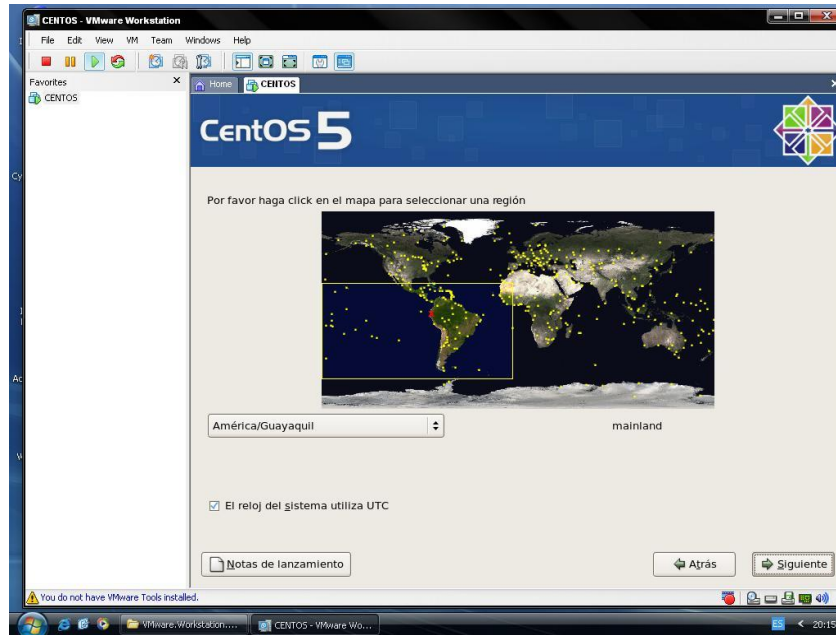 CENTOS - VMware Workstation
File Edit View VM Team Windows Help
Favorites
CENTOS
Home
CENTOS
CentOS 5
Por favor haga click en el mapa para seleccionar una región
América/Guayaquil
mainland
El reloj del sistema utiliza UTC
Notas de lanzamiento
Atrás
Siguiente
You do not have VMware Tools installed.
VMware.Workstation....
CENTOS - VMware Wo...
ES
20:15
Cy
Ac